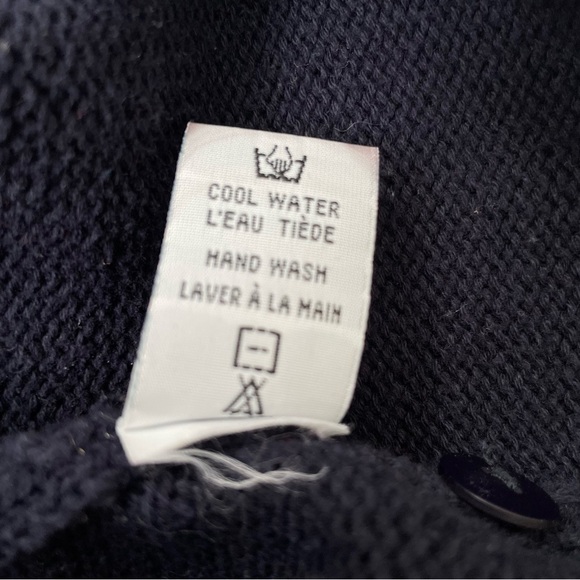 COOL WATER
L'EAU TIÈDE
HAND WASH
LAVER À LA MAIN